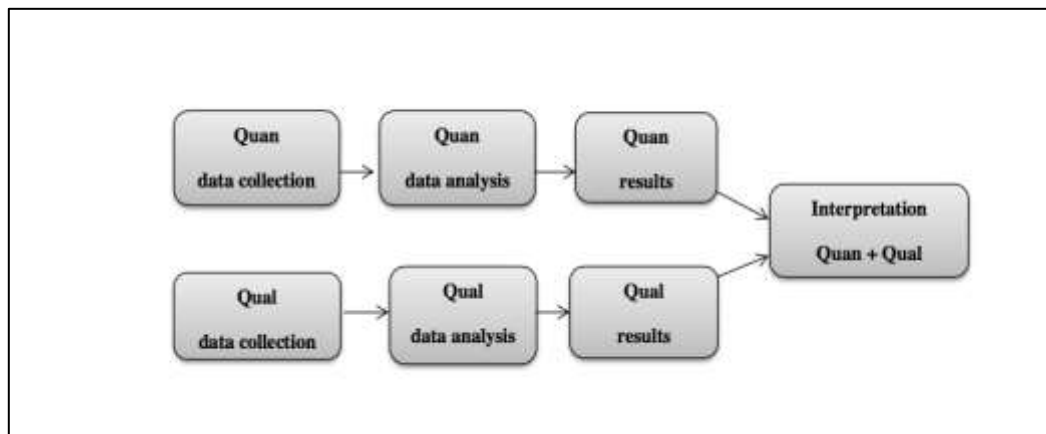 Quan
data collection
Quan
data analysis
Quan
results
Interpretation
Quan + Qual
Qual
data collection
Qual
data analysis
Qual
results